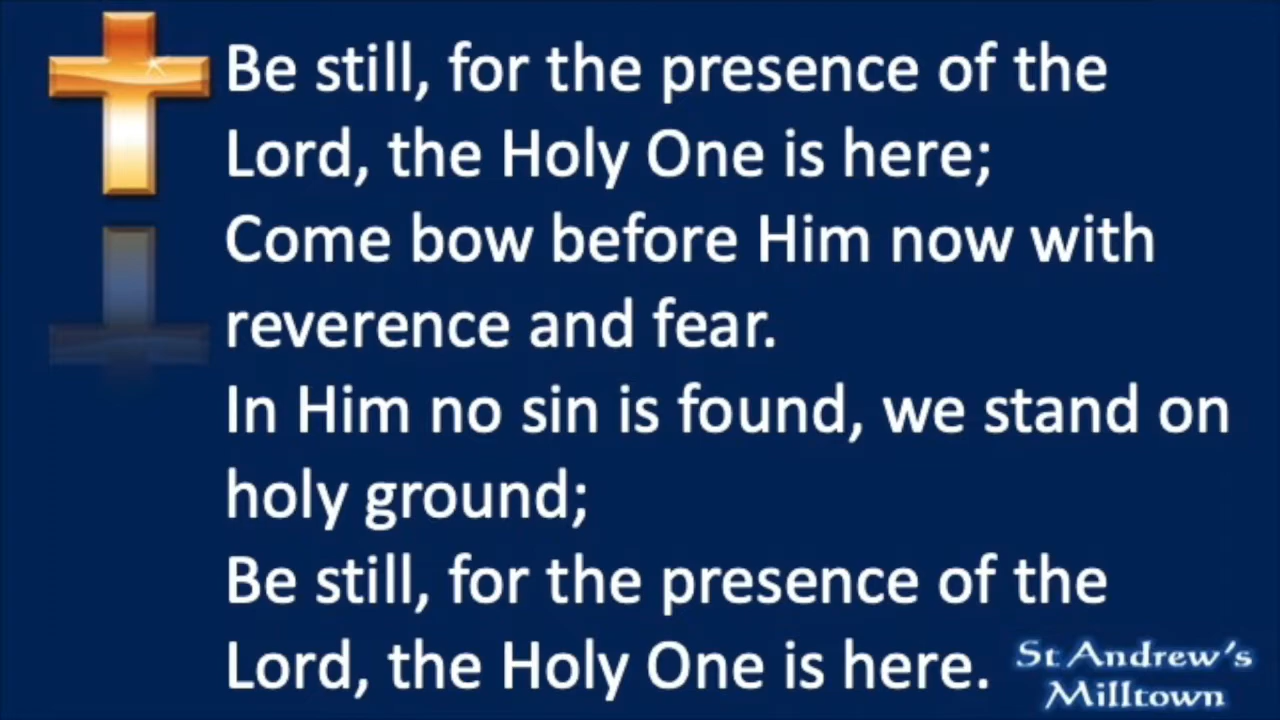 Be still, for the presence of the
Lord, the Holy One is here;
Come bow before Him now with
reverence and fear.
In Him no sin is found, we stand on
holy ground;
Be still, for the presence of the
Lord, the Holy One is here.
St Andrew's
Milltown